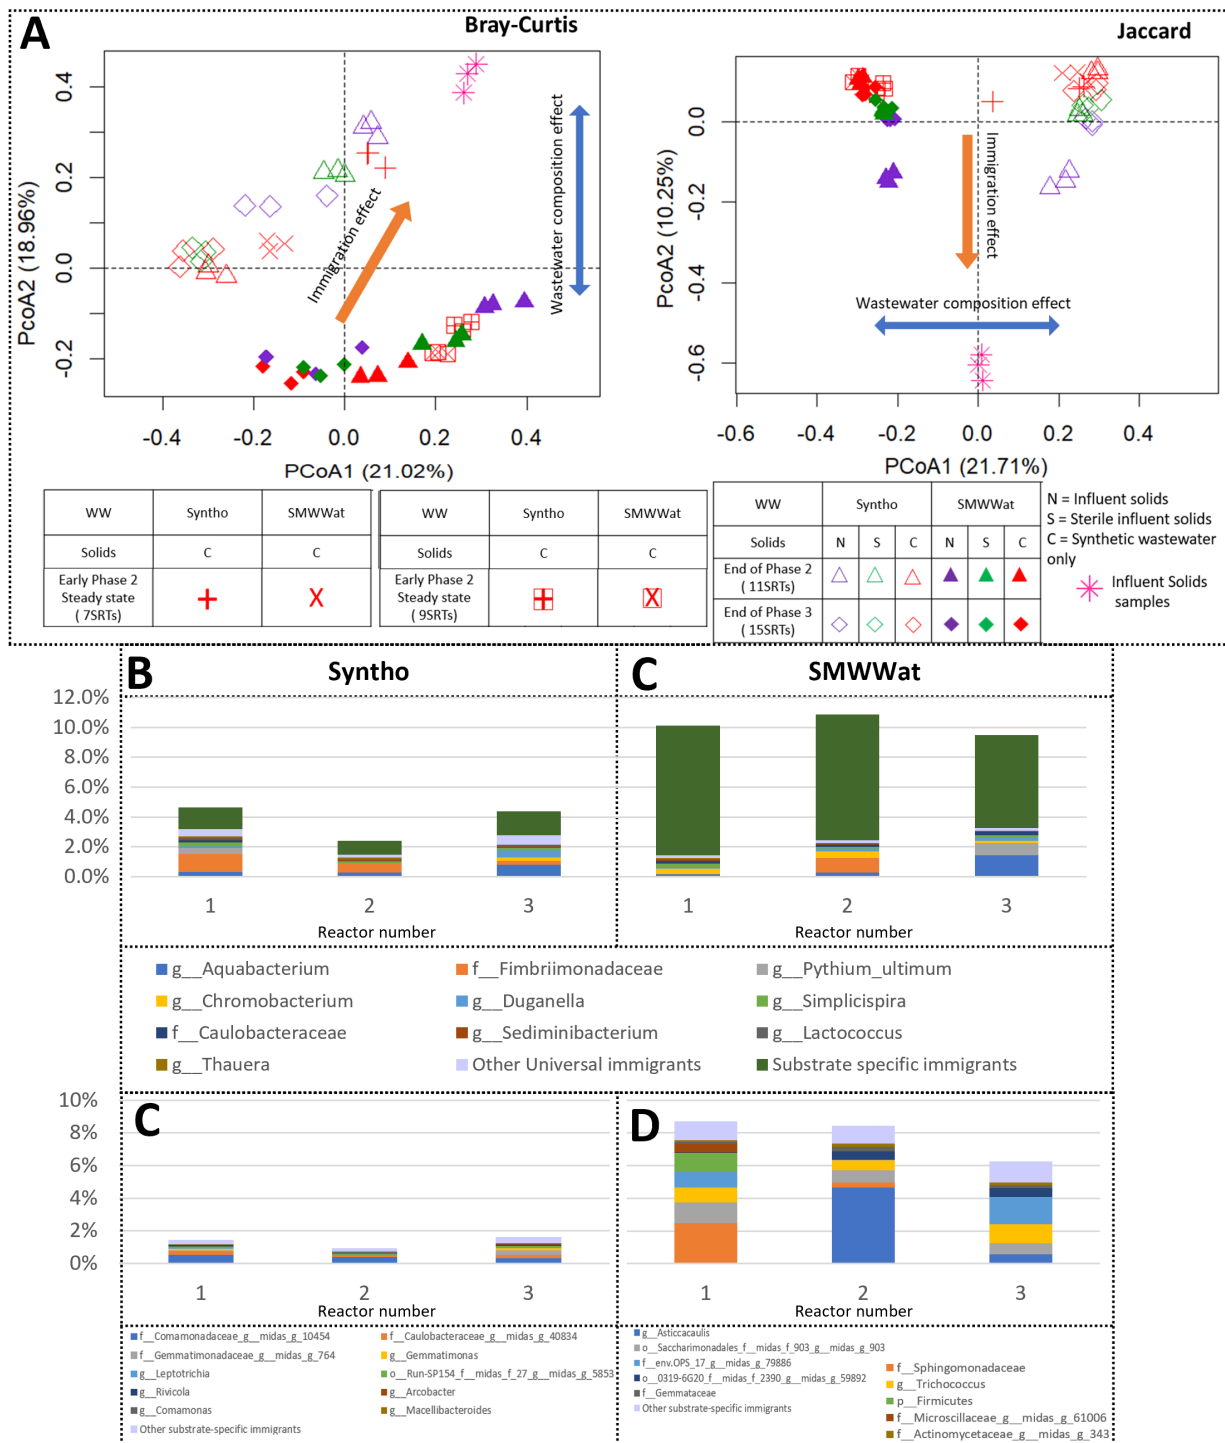 A
Bray-Curtis
Jaccard
0.4
0.2
0.0
-0.2
PcoA2 (18.96%)
Immigration effect
Wastewater composition effect
-0.4
-0.2
0.0
0.2
0.4
PCoA1 (21.02%)
0.0
-0.2
-0.4
-0.6
PcoA2 (10.25%)
Immigration effect
Wastewater composition effect
-0.6
-0.4
-0.2
0.0
0.2
0.4
PCoA1 (21.71%)
WW Syntho SMWWat
Solids C C
Early Phase 2
Steady state
( 7SRTs)
WW Syntho SMWWat
Solids C C
Early Phase 2
Steady state
(9SRTs)
WW Syntho SMWWat
Solids N S C N S C
End of Phase 2
( 11SRTs)
End of Phase 3
( 15SRTs)
N = Influent solids
S = Sterile influent solids
C = Synthetic wastewater
only
Influent Solids
samples
B
Syntho
C
SMWWat
12.0%
10.0%
8.0%
6.0%
4.0%
2.0%
0.0%
1 2 3
Reactor number
1 2 3
Reactor number
g__Aquabacterium f__Fimbriimonadaceae g__Pythium_ultimum
g__Chromobacterium g__Duganella g__Simplicispira
f__Caulobacteraceae g__Sediminibacterium g__Lactococcus
g__Thauera Other Universal immigrants Substrate specific immigrants
C
D
10%
8%
6%
4%
2%
0%
1 2 3
Reactor number
1 2 3
Reactor number
f__Comamonadaceae_g__midas_g_10454 f__Caulobacteraceae_g__midas_g_40834
f__Gemmatimonadaceae_g__midas_g_764 g__Gemmatimonas
g__Leptotrichia o__Run-SP154_f__midas_f_27_g__midas_g_5853
g__Rivicola g__Arcobacter
g__Comamonas g__Macellibacteroides
Other substrate-specific immigrants
g__Asticcacaulis
o__Saccharimonadales_f__midas_f_903_g__midas_g_903
f__env.OPS_17_g__midas_g_79886
o__0319-6G20_f__midas_f_2390_g__midas_g_59892
f__Gemmataceae
Other substrate-specific immigrants
f__Sphingomonadaceae
g__Trichococcus
p__Firmicutes
f__Microscillaceae_g__midas_g_61006
f__Actinomycetaceae_g__midas_g_343